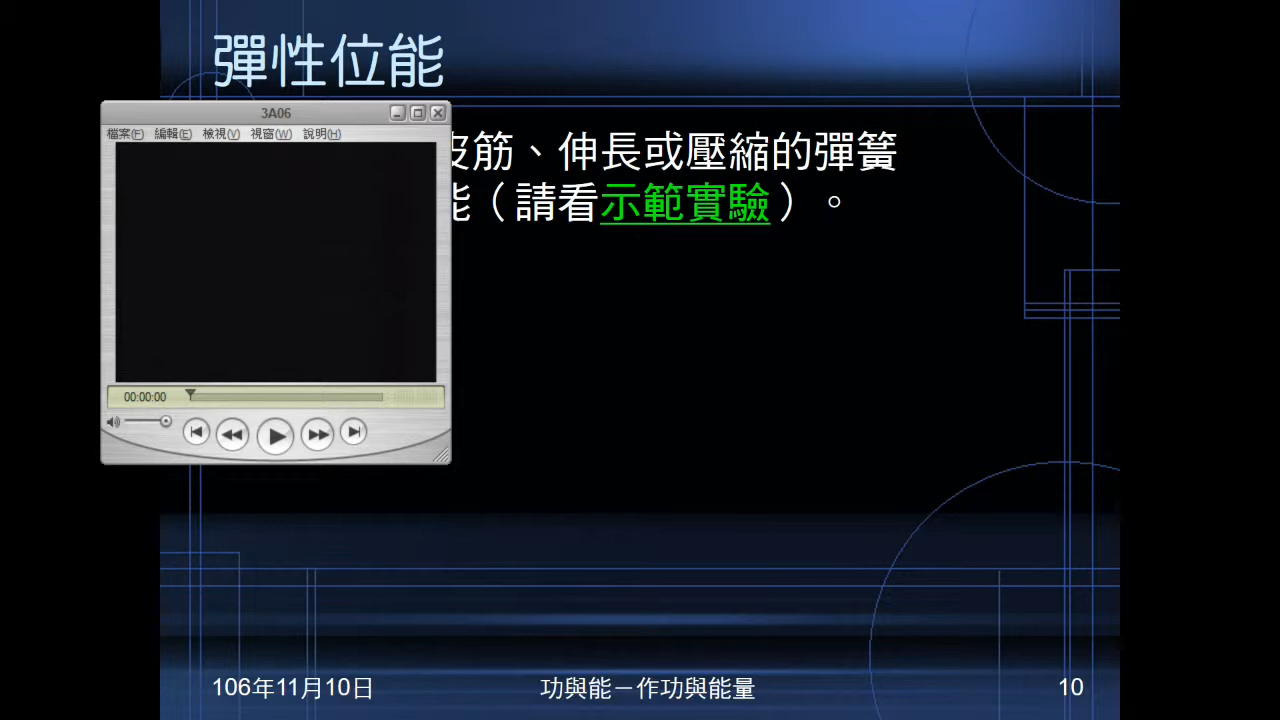 彈性位能
3A06
檔案(F) 編輯(E) 檢視(V) 視窗(W) 說明(H)
皮筋、伸長或壓縮的彈簧
能（請看示範實驗）。
00:00:00
106年11月10日
功與能－作功與能量
10